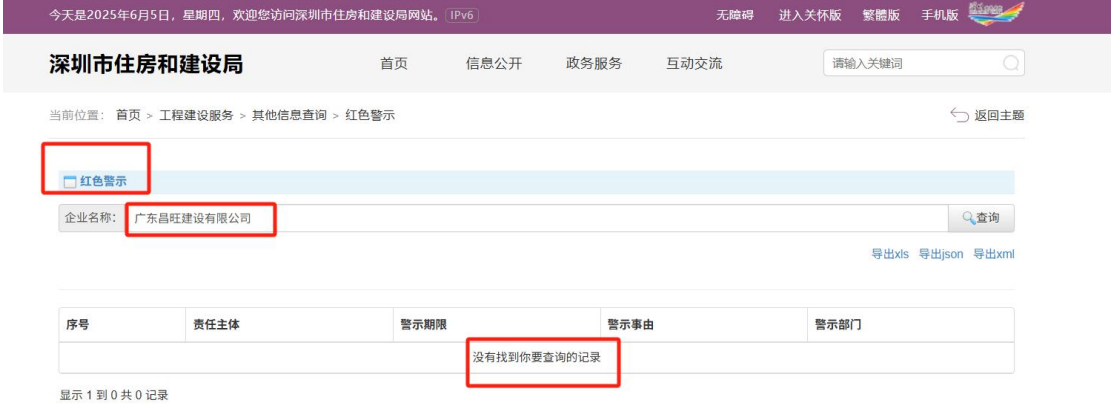 今天是2025年6月5日，星期四，欢迎您访问深圳市住房和建设局网站。 IPv6 无障碍 进入关怀版 繁體版 手机版
深圳市住房和建设局 首页 信息公开 政务服务 互动交流 请输入关键词
当前位置： 首页 > 工程建设服务 > 其他信息查询 > 红色警示 返回主题
红色警示
企业名称： 广东昌旺建设有限公司 查询
导出xls 导出json 导出xml
序号 责任主体 警示期限 警示事由 警示部门
没有找到你要查询的记录
显示 1 到 0 共 0 记录